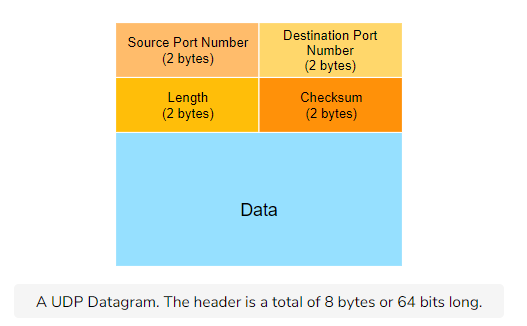 Source Port Number
(2 bytes)
Destination Port
Number
(2 bytes)
Length
(2 bytes)
Checksum
(2 bytes)
Data
A UDP Datagram. The header is a total of 8 bytes or 64 bits long.